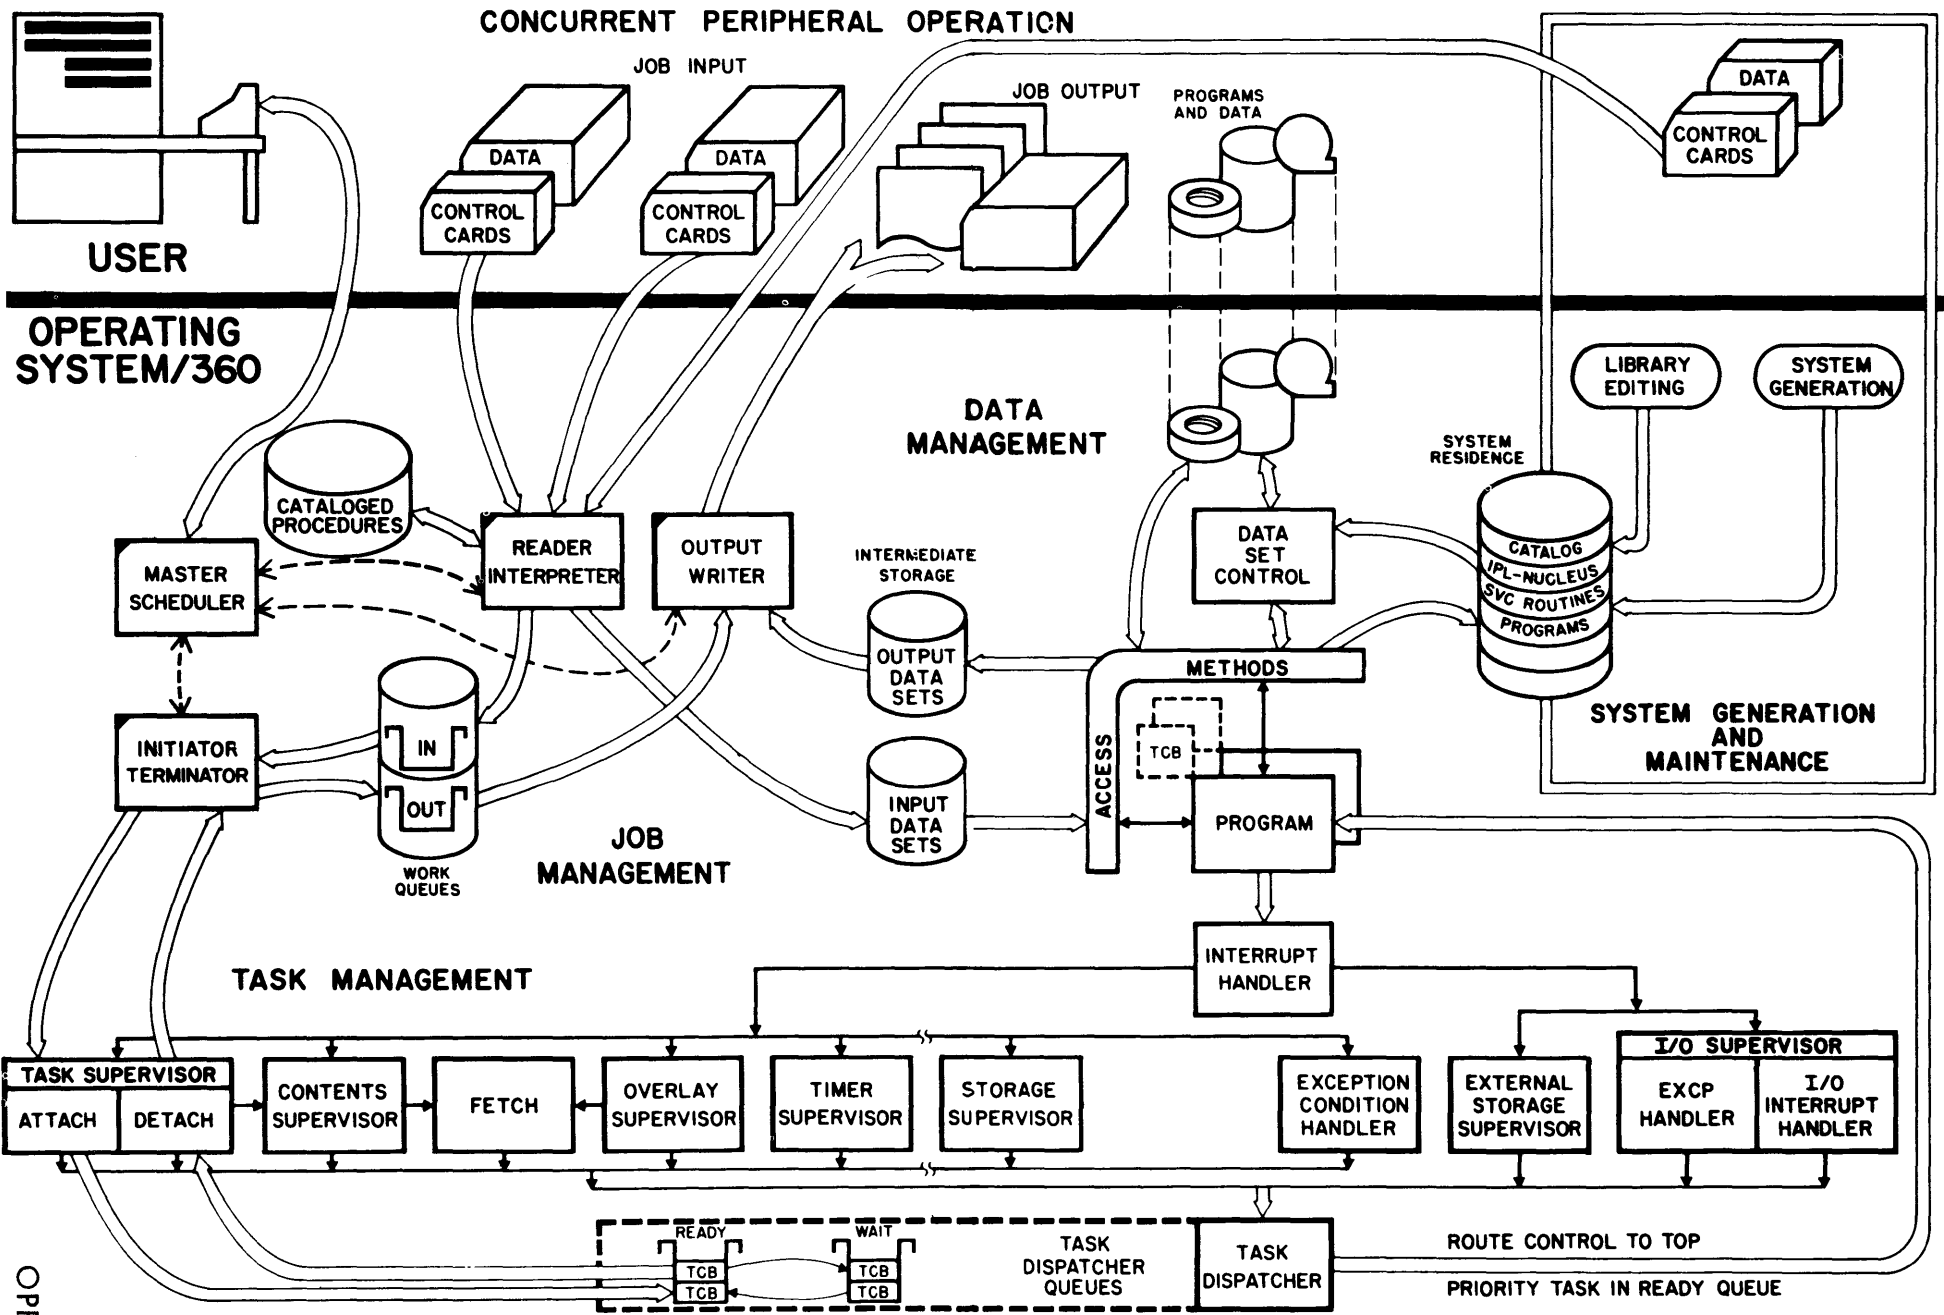 CONCURRENT PERIPHERAL OPERATION
JOB INPUT
JOB OUTPUT
PROGRAMS
AND DATA
DATA
CONTROL
CARDS
DATA
DATA
CONTROL
CARDS
CONTROL
CARDS
USER
OPERATING
SYSTEM/360
DATA
MANAGEMENT
LIBRARY
EDITING
SYSTEM
GENERATION
SYSTEM
RESIDENCE
CATALOGED
PROCEDURES
MASTER
SCHEDULER
READER
INTERPRETER
OUTPUT
WRITER
INTERMEDIATE
STORAGE
DATA
SET
CONTROL
CATALOG
IPL-NUCLEUS
SVC ROUTINES
PROGRAMS
OUTPUT
DATA
SETS
METHODS
ACCESS
TCB
SYSTEM GENERATION
AND
MAINTENANCE
INITIATOR
TERMINATOR
IN
OUT
WORK
QUEUES
JOB
MANAGEMENT
INPUT
DATA
SETS
PROGRAM
INTERRUPT
HANDLER
TASK MANAGEMENT
TASK SUPERVISOR
ATTACH
DETACH
CONTENTS
SUPERVISOR
FETCH
OVERLAY
SUPERVISOR
TIMER
SUPERVISOR
STORAGE
SUPERVISOR
EXCEPTION
CONDITION
HANDLER
EXTERNAL
STORAGE
SUPERVISOR
I/O SUPERVISOR
EXCP
HANDLER
I/O
INTERRUPT
HANDLER
READY
TCB
TCB
WAIT
TCB
TCB
TASK
DISPATCHER
QUEUES
TASK
DISPATCHER
ROUTE CONTROL TO TOP
PRIORITY TASK IN READY QUEUE